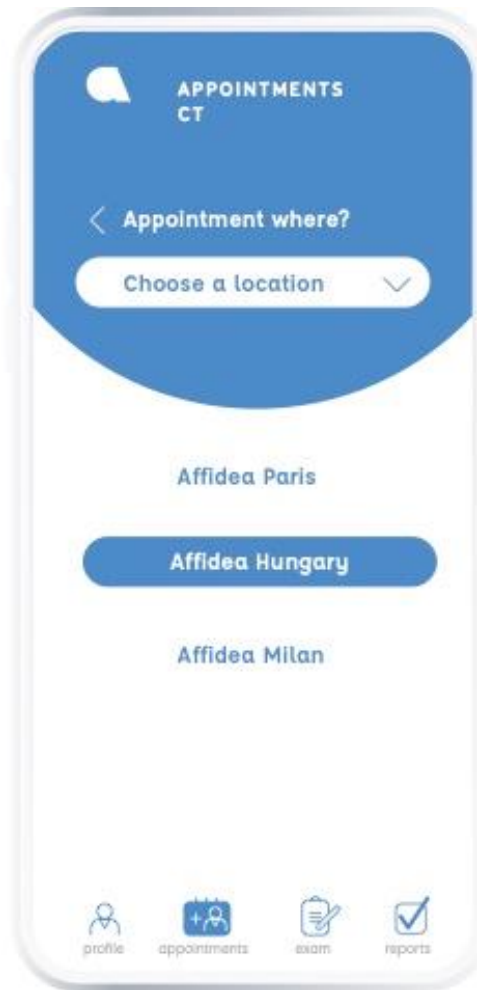 APPOINTMENTS
CT
Appointment where?
Choose a location
Affidea Paris
Affidea Hungary
Affidea Milan
profile
appointments
exam
reports